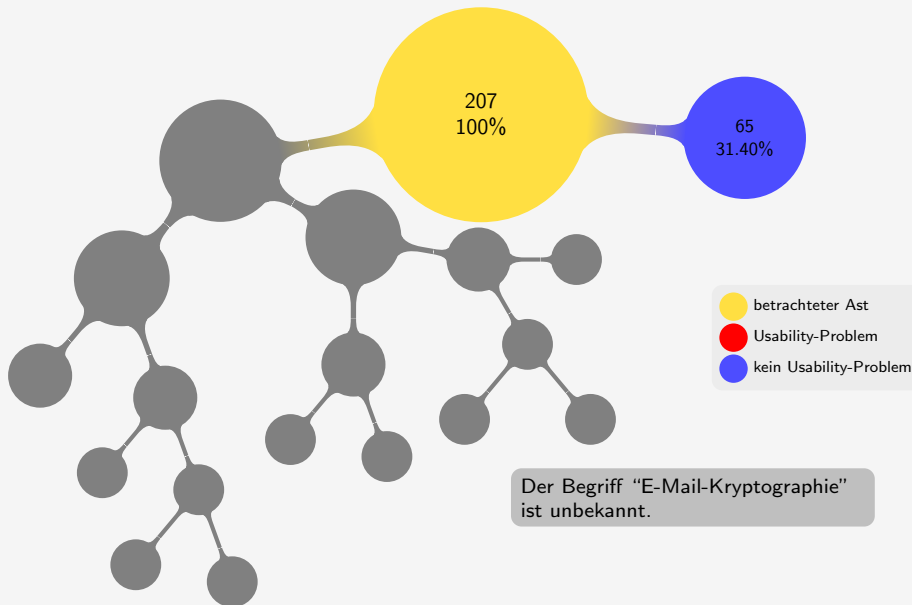 207
100%
65
31.40%
betrachteter Ast
Usability-Problem
kein Usability-Problem
Der Begriff “E-Mail-Kryptographie”
ist unbekannt.